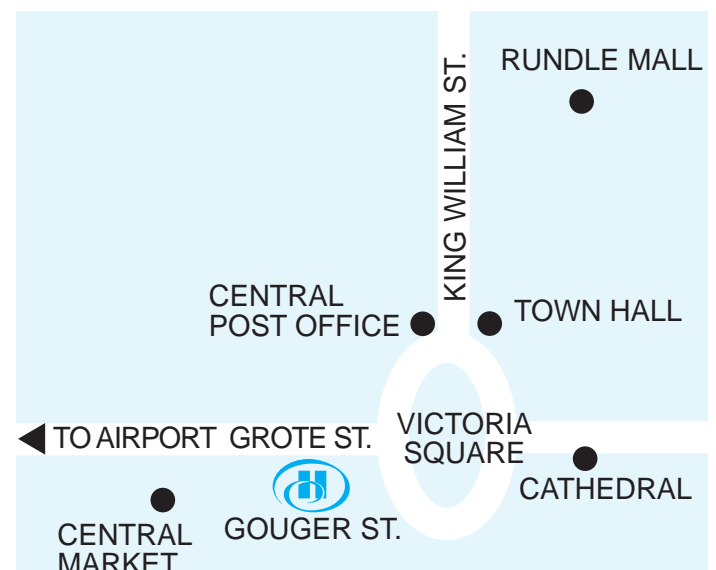 RUNDLE MALL
KING WILLIAM ST.
CENTRAL
POST OFFICE
TOWN HALL
TO AIRPORT GROTE ST.
VICTORIA
SQUARE
CATHEDRAL
GOUGER ST.
CENTRAL
MARKET